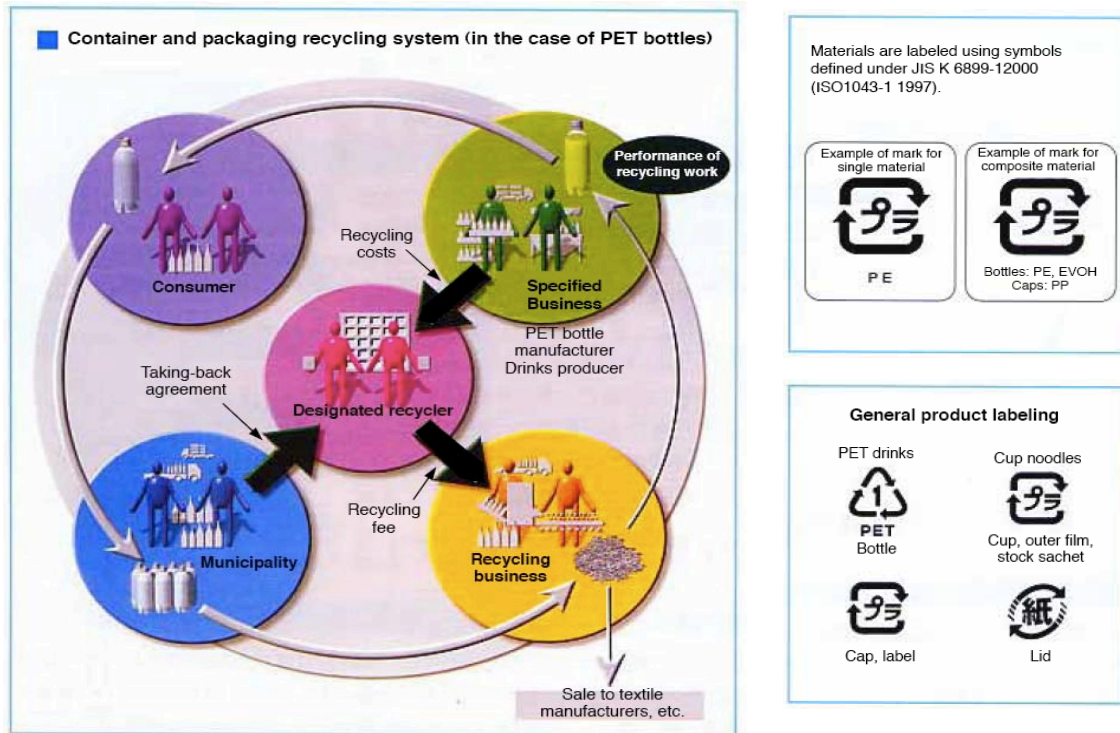 Container and packaging recycling system (in the case of PET bottles)
Performance of
recycling work
Recycling
costs
Consumer
Specified
Business
PET bottle
manufacturer
Drinks producer
Taking-back
agreement
Designated recycler
Recycling
fee
Municipality
Recycling
business
Sale to textile
manufacturers, etc.
Materials are labeled using symbols
defined under JIS K 6899-12000
(ISO1043-1 1997).
Example of mark for
single material
プラ
PE
Example of mark for
composite material
プラ
Bottles: PE, EVOH
Caps: PP
General product labeling
PET drinks
1
PET
Bottle
Cup noodles
プラ
Cup, outer film,
stock sachet
プラ
Cap, label
紙
Lid